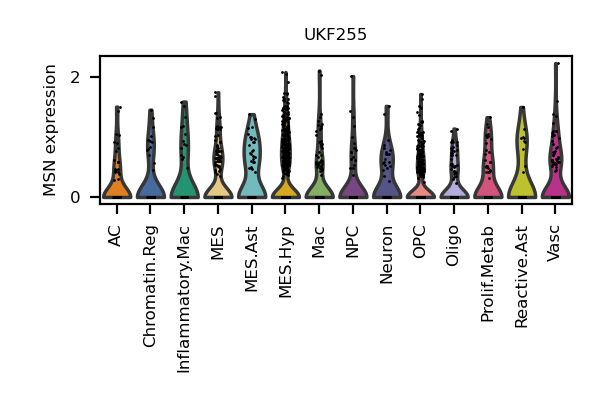 UKF255
MSN expression
2
0
AC
Chromatin.Reg
Inflammatory.Mac
MES
MES.Ast
MES.Hyp
Mac
NPC
Neuron
OPC
Oligo
Prolif.Metab
Reactive.Ast
Vasc